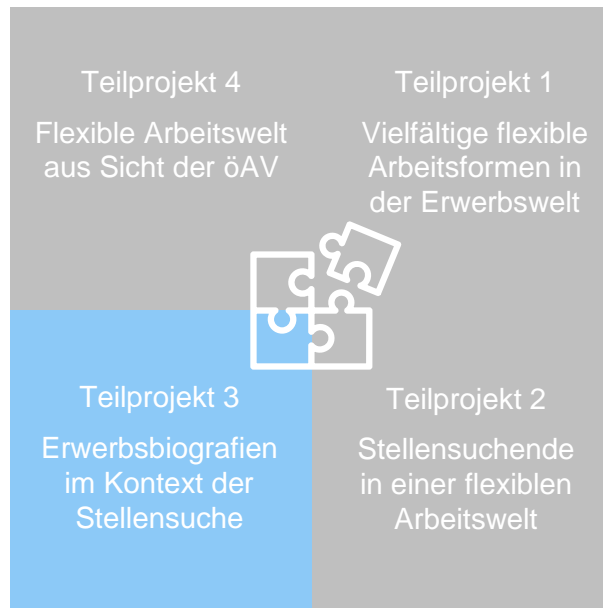 Teilprojekt 4
Flexible Arbeitswelt
aus Sicht der öAV
Teilprojekt 1
Vielfältige flexible
Arbeitsformen in
der Erwerbswelt
Teilprojekt 3
Erwerbsbiografien
im Kontext der
Stellensuche
Teilprojekt 2
Stellensuchende
in einer flexiblen
Arbeitswelt